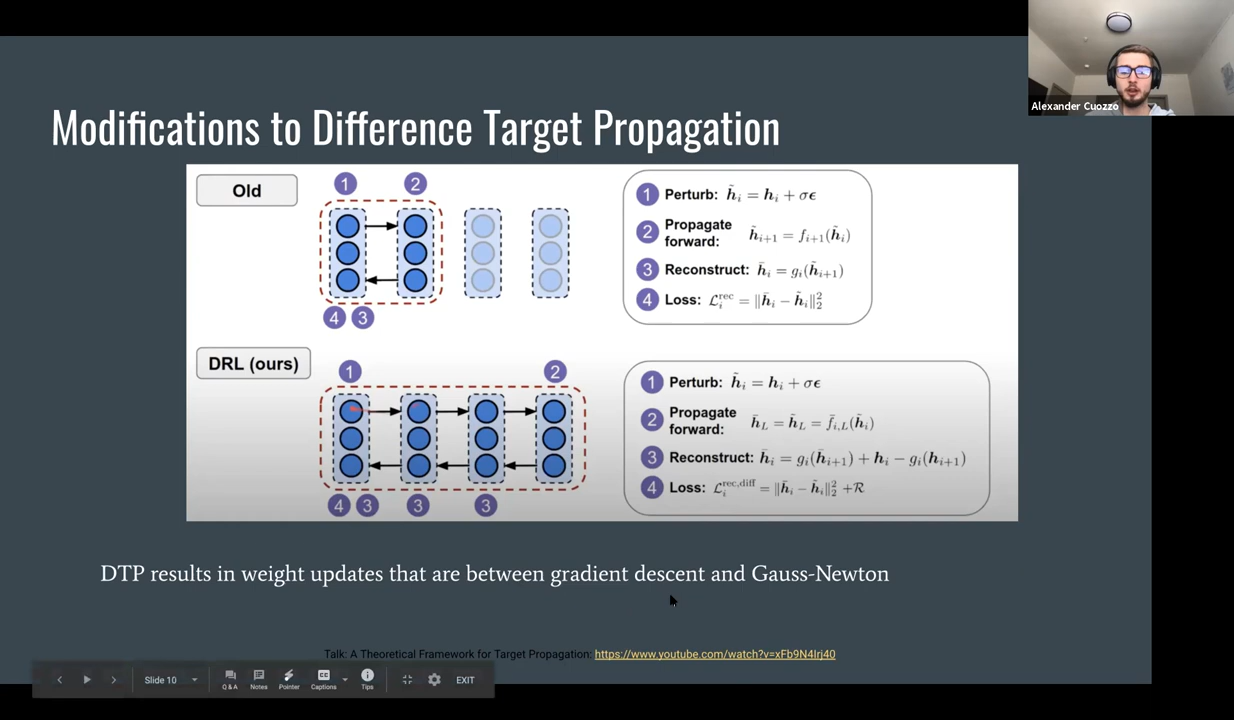 Alexander Cuozzo
Modifications to Difference Target Propagation
Old
1 2
4 3
1 Perturb: h̃ᵢ = hᵢ + σϵ
2 Propagate forward: h̃ᵢ₊₁ = fᵢ₊₁(h̃ᵢ)
3 Reconstruct: h̄ᵢ = gᵢ(h̃ᵢ₊₁)
4 Loss: ℒᵢʳᵉᶜ = ‖h̄ᵢ − h̃ᵢ‖₂²
DRL (ours)
1 2
4 3 3 3
1 Perturb: h̃ᵢ = hᵢ + σϵ
2 Propagate forward: h̄_L = h̃_L = f̄ᵢ,_L(h̃ᵢ)
3 Reconstruct: h̄ᵢ = gᵢ(h̄ᵢ₊₁) + hᵢ − gᵢ(hᵢ₊₁)
4 Loss: ℒᵢ^rec,diff = ‖h̄ᵢ − h̃ᵢ‖₂² + ℛ
DTP results in weight updates that are between gradient descent and Gauss-Newton
Talk: A Theoretical Framework for Target Propagation: https://www.youtube.com/watch?v=xFb9N4Irj40
Slide 10
Q & A Notes Pointer Captions Tips EXIT